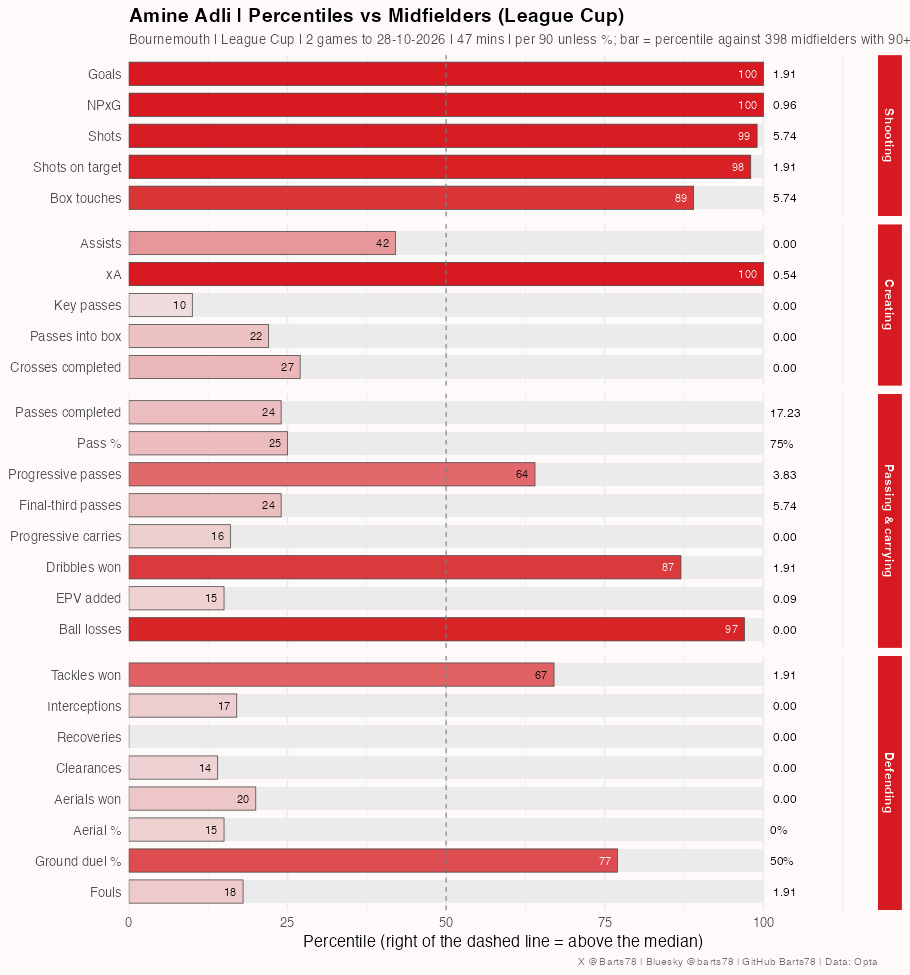 Amine Adli I Percentiles vs Midfielders (League Cup)
Bournemouth I League Cup I 2 games to 28-10-2026 I 47 mins I per 90 unless %; bar = percentile against 398 midfielders with 90+
Goals 100 1.91
NPxG 100 0.96
Shots 99 5.74
Shots on target 98 1.91
Box touches 89 5.74
Shooting
Assists 42 0.00
xA 100 0.54
Key passes 10 0.00
Passes into box 22 0.00
Crosses completed 27 0.00
Creating
Passes completed 24 17.23
Pass % 25 75%
Progressive passes 64 3.83
Final-third passes 24 5.74
Progressive carries 16 0.00
Dribbles won 87 1.91
EPV added 15 0.09
Ball losses 97 0.00
Passing & carrying
Tackles won 67 1.91
Interceptions 17 0.00
Recoveries 0.00
Clearances 14 0.00
Aerials won 20 0.00
Aerial % 15 0%
Ground duel % 77 50%
Fouls 18 1.91
Defending
0 25 50 75 100
Percentile (right of the dashed line = above the median)
X @Barts78 I Bluesky @barts78 I GitHub Barts78 I Data: Opta